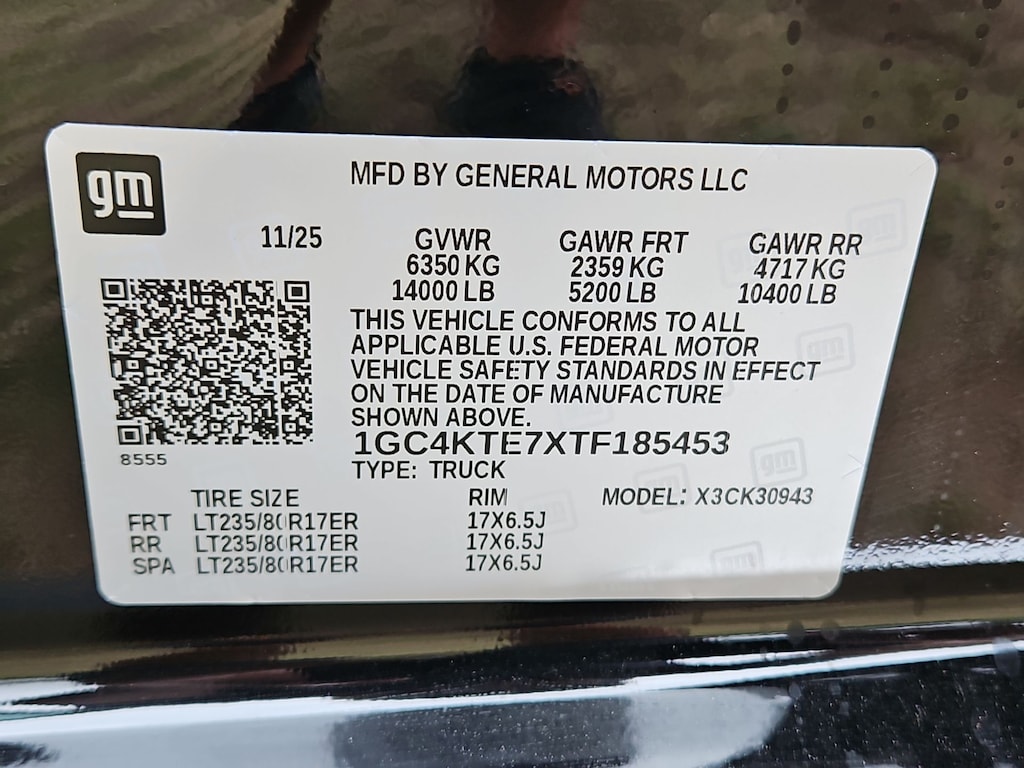 gm
MFD BY GENERAL MOTORS LLC
11/25 GVWR GAWR FRT GAWR RR
6350 KG 2359 KG 4717 KG
14000 LB 5200 LB 10400 LB
THIS VEHICLE CONFORMS TO ALL
APPLICABLE U.S. FEDERAL MOTOR
VEHICLE SAFETY STANDARDS IN EFFECT
ON THE DATE OF MANUFACTURE
SHOWN ABOVE.
1GC4KTE7XTF185453
8555
TYPE: TRUCK
TIRE SIZE RIM MODEL: X3CK30943
FRT LT235/80R17ER 17X6.5J
RR LT235/80R17ER 17X6.5J
SPA LT235/80R17ER 17X6.5J